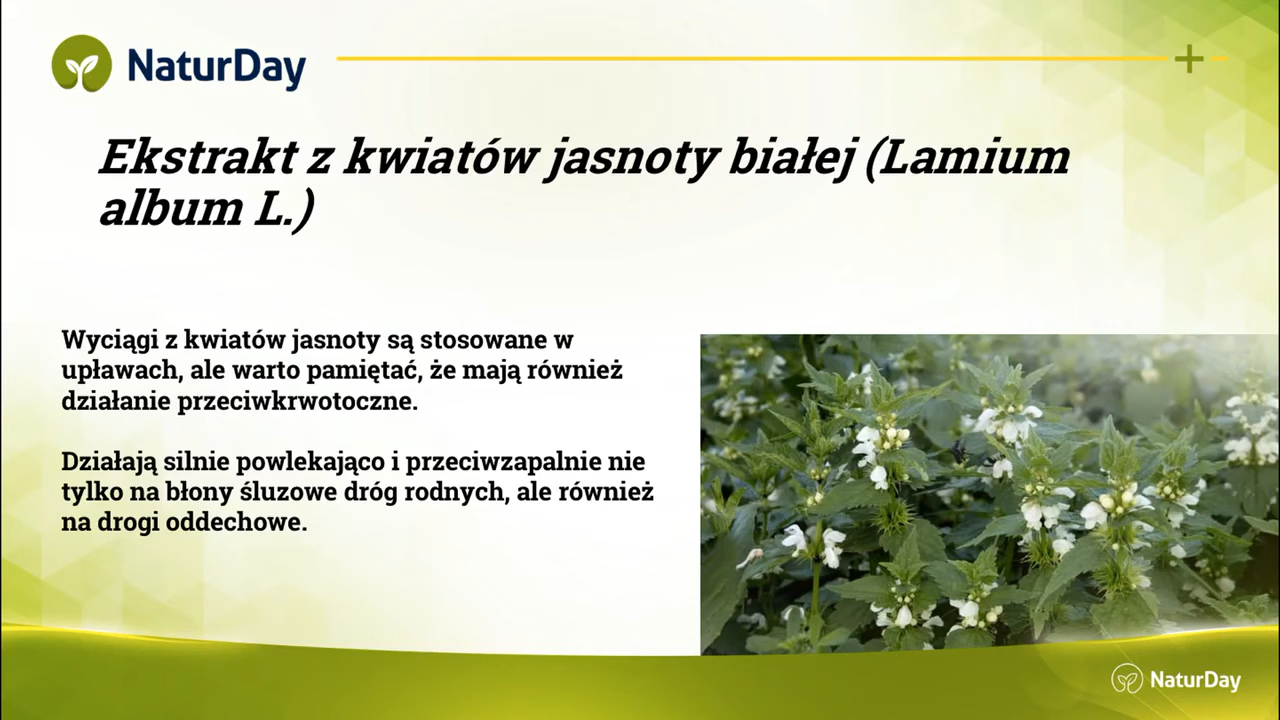 NaturDay
Ekstrakt z kwiatów jasnoty białej (Lamium
album L.)
Wyciągi z kwiatów jasnoty są stosowane w
upławach, ale warto pamiętać, że mają również
działanie przeciwkrwotoczne.
Działają silnie powlekająco i przeciwzapalnie nie
tylko na błony śluzowe dróg rodnych, ale również
na drogi oddechowe.
NaturDay